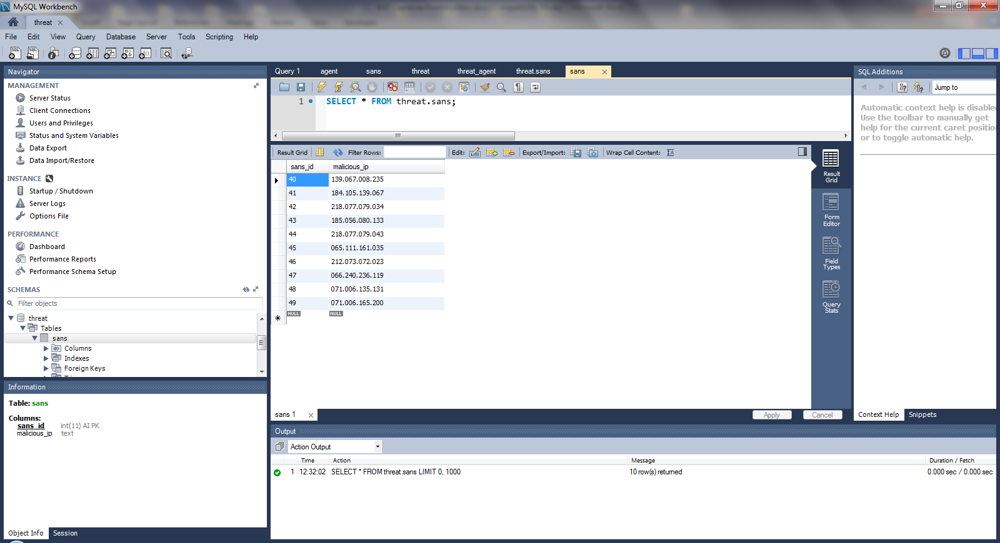 MySQL Workbench
threat
File Edit View Query Database Server Tools Scripting Help
Navigator
MANAGEMENT
Server Status
Client Connections
Users and Privileges
Status and System Variables
Data Export
Data Import/Restore
INSTANCE
Startup / Shutdown
Server Logs
Options File
PERFORMANCE
Dashboard
Performance Reports
Performance Schema Setup
SCHEMAS
Filter objects
threat
Tables
sans
Columns
Indexes
Foreign Keys
Information
Table: sans
Columns:
sans_id int(11) AI PK
malicious_ip text
Object Info Session
Query 1 agent sans threat threat_agent threat.sans sans
1 SELECT * FROM threat.sans;
Result Grid Filter Rows: Edit: Export/Import: Wrap Cell Content:
sans_id malicious_ip
40 139.067.008.235
41 184.105.139.067
42 218.077.079.034
43 185.056.080.133
44 218.077.079.043
45 065.111.161.035
46 212.073.072.023
47 066.240.236.119
48 071.006.135.131
49 071.006.165.200
NULL NULL
Result
Grid
Form
Editor
Field
Types
Query
Stats
sans 1 Apply Cancel
SQL Additions
Jump to
Automatic context help is disabled
Use the toolbar to manually get
help for the current caret position
or to toggle automatic help.
Context Help Snippets
Output
Action Output
Time Action Message Duration / Fetch
1 12:32:02 SELECT * FROM threat.sans LIMIT 0, 1000 10 row(s) returned 0.000 sec / 0.000 sec